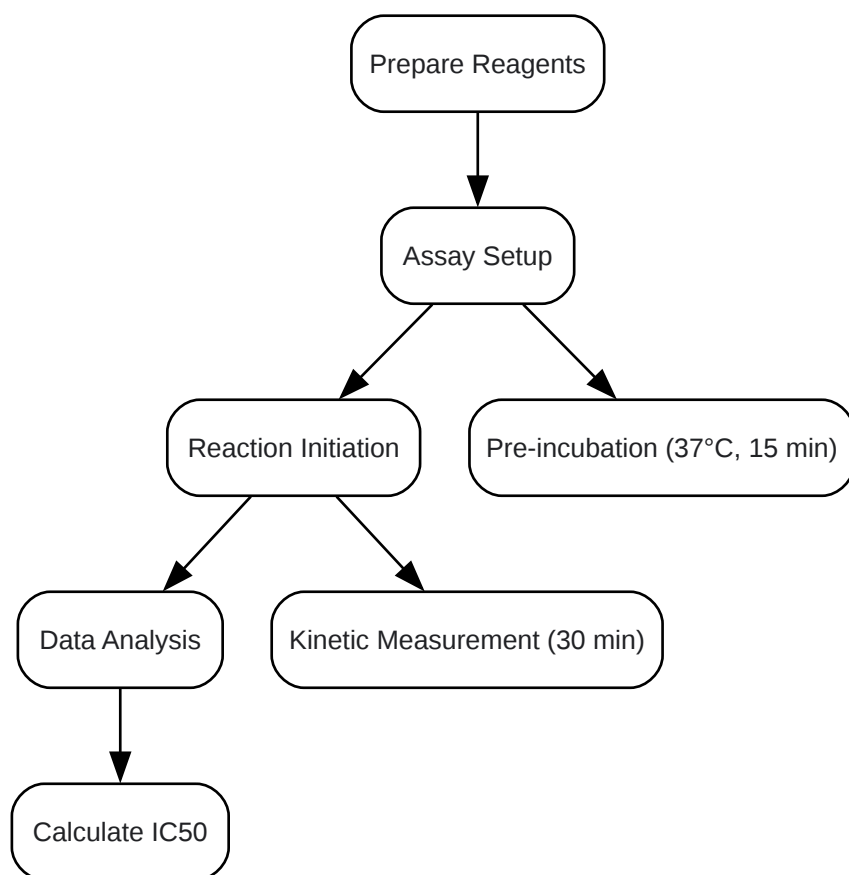 Prepare Reagents
Assay Setup
Reaction Initiation
Pre-incubation (37°C, 15 min)
Data Analysis
Kinetic Measurement (30 min)
Calculate IC50